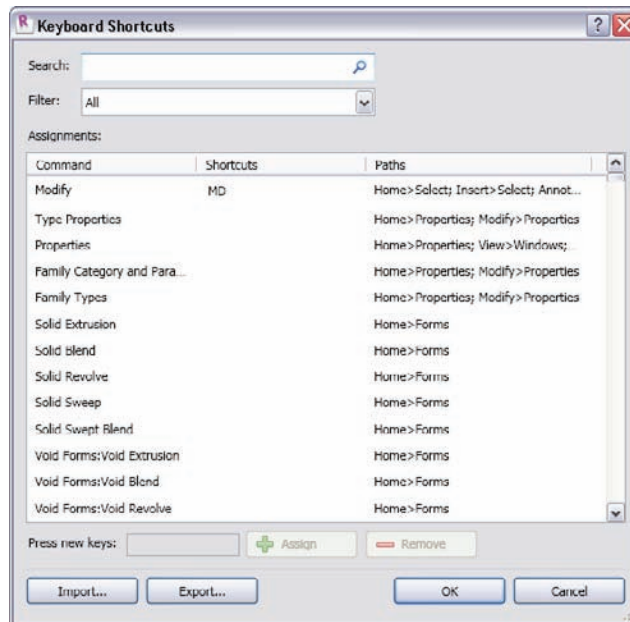 R Keyboard Shortcuts ?
Search:
Filter: All
Assignments:
Command Shortcuts Paths
Modify MD Home>Select; Insert>Select; Annot...
Type Properties Home>Properties; Modify>Properties
Properties Home>Properties; View>Windows;...
Family Category and Para... Home>Properties; Modify>Properties
Family Types Home>Properties; Modify>Properties
Solid Extrusion Home>Forms
Solid Blend Home>Forms
Solid Revolve Home>Forms
Solid Sweep Home>Forms
Solid Swept Blend Home>Forms
Void Forms:Void Extrusion Home>Forms
Void Forms:Void Blend Home>Forms
Void Forms:Void Revolve Home>Forms
Press new keys: Assign Remove
Import... Export... OK Cancel